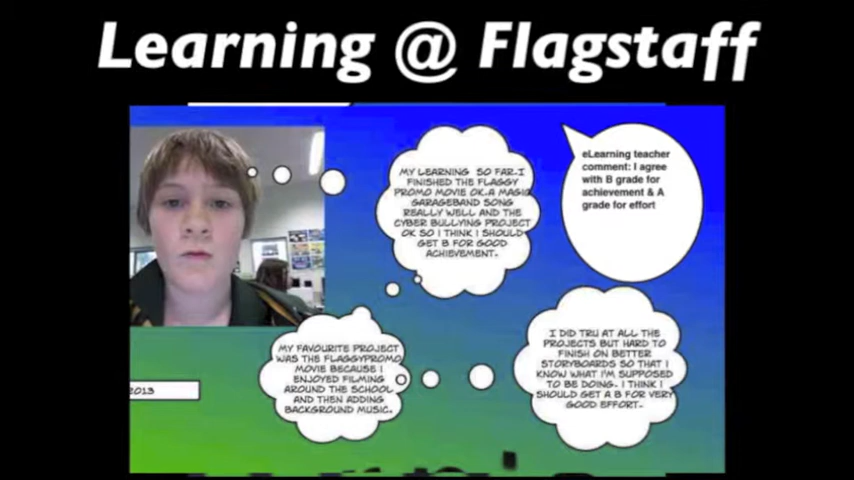 Learning @ Flagstaff
MY LEARNING SO FAR-I
FINISHED THE FLAGGY
PROMO MOVIE OK.A MAGIC
GARAGEBAND SONG
REALLY WELL AND THE
CYBER BULLYING PROJECT
OK SO I THINK I SHOULD
GET B FOR GOOD
ACHIEVEMENT.
eLearning teacher
comment: I agree
with B grade for
achievement & A
grade for effort
MY FAVOURITE PROJECT
WAS THE FLAGGYPROMO
MOVIE BECAUSE I
ENJOYED FILMING
AROUND THE SCHOOL
AND THEN ADDING
BACKGROUND MUSIC.
I DID TRU AT ALL THE
PROJECTS BUT HARD TO
FINISH ON BETTER
STORYBOARDS SO THAT I
KNOW WHAT I'M SUPPOSED
TO BE DOING. I THINK I
SHOULD GET A B FOR VERY
GOOD EFFORT.
2013